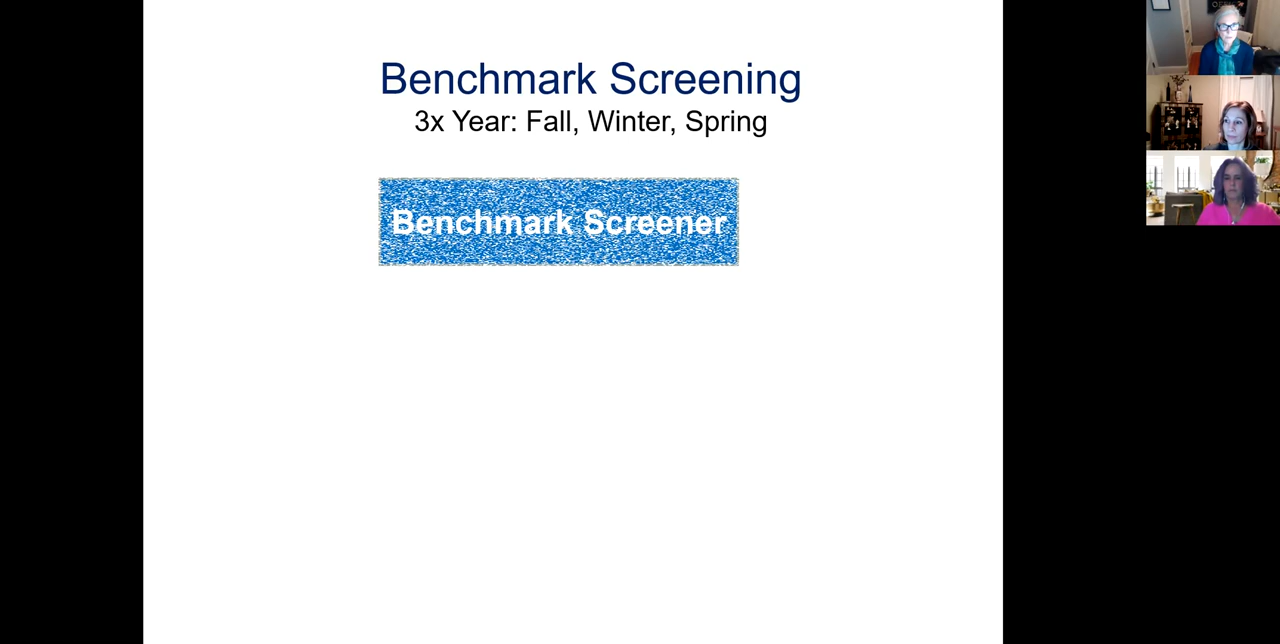 Benchmark Screening
3x Year: Fall, Winter, Spring
Benchmark Screener